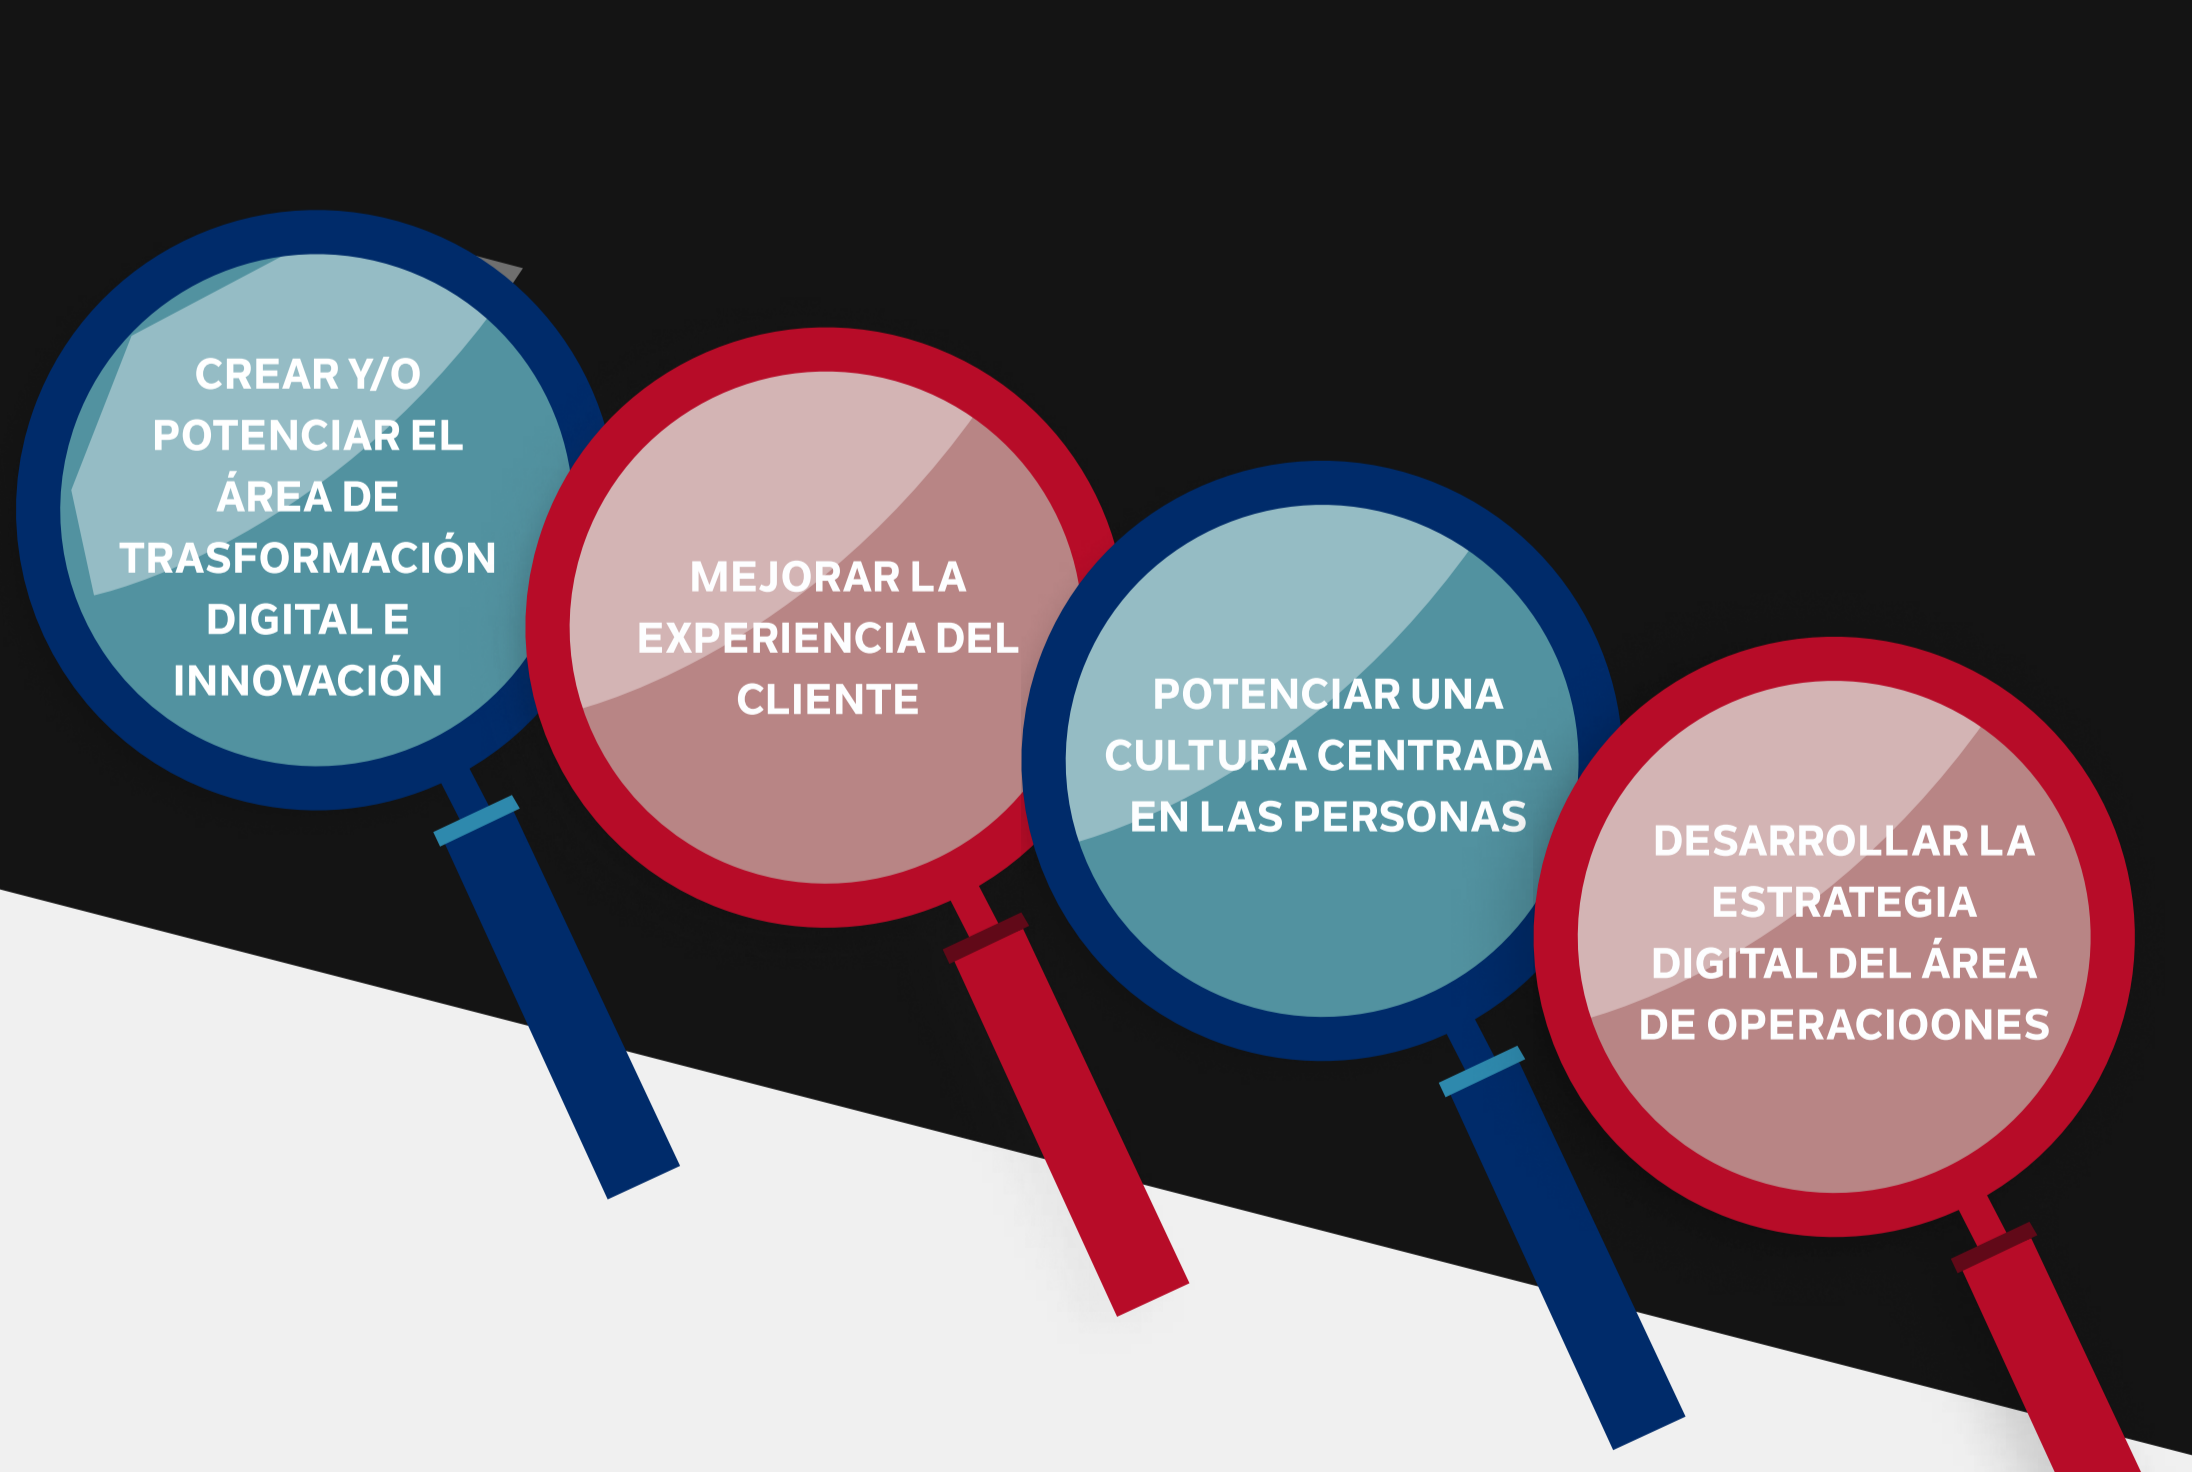 CREAR Y/O
POTENCIAR EL
ÁREA DE
TRASFORMACIÓN
DIGITAL E
INNOVACIÓN
MEJORAR LA
EXPERIENCIA DEL
CLIENTE
POTENCIAR UNA
CULTURA CENTRADA
EN LAS PERSONAS
DESARROLLAR LA
ESTRATEGIA
DIGITAL DEL ÁREA
DE OPERACIOONES